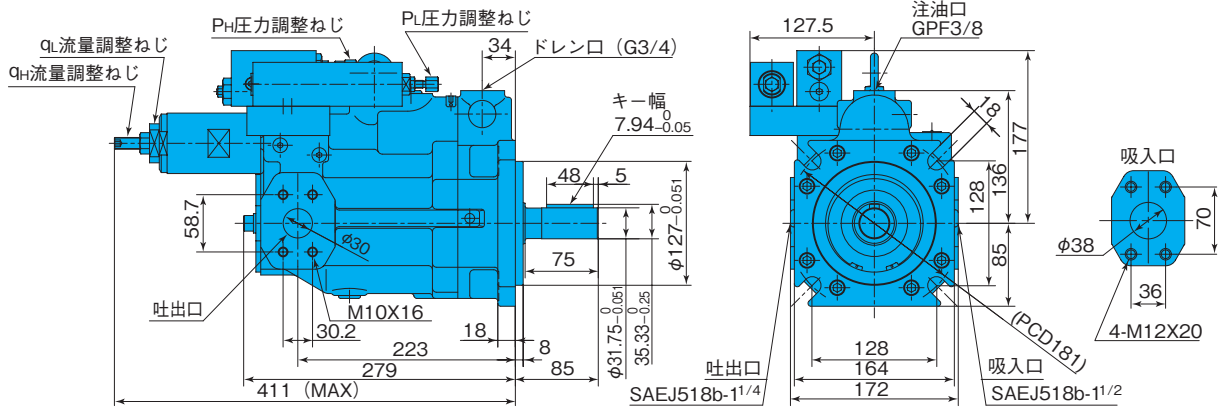 PH圧力調整ねじ
PL圧力調整ねじ
qL流量調整ねじ
qH流量調整ねじ
34
ドレン口（G3/4）
キー幅
7.94 0 -0.05
48
5
58.7
φ30
φ127 0 -0.051
75
吐出口
M10X16
30.2
18
8
223
279
85
411（MAX）
φ31.75 0 -0.051
35.33 0 -0.25
127.5
注油口
GPF3/8
18
177
136
128
85
(PCD181)
128
164
172
吐出口
SAEJ518b-1 1/4
吸入口
SAEJ518b-1 1/2
吸入口
φ38
70
36
4-M12X20